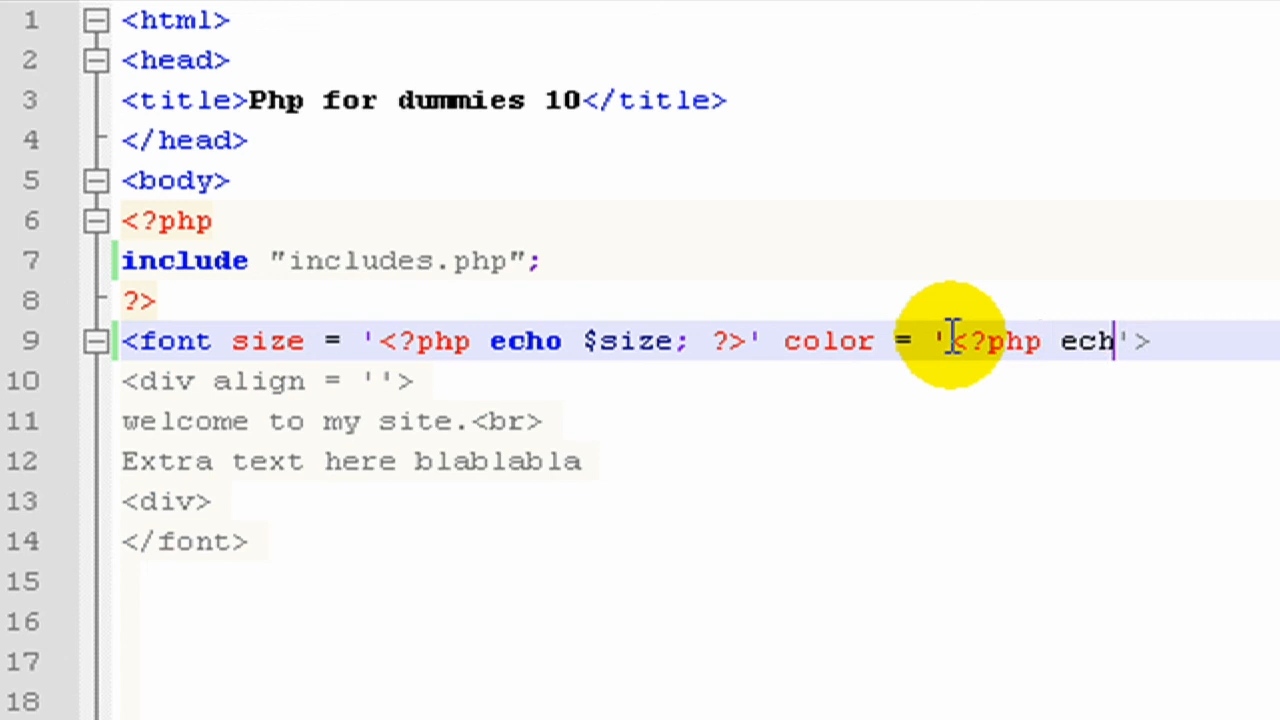 1 <html>
2 <head>
3 <title>Php for dummies 10</title>
4 </head>
5 <body>
6 <?php
7 include "includes.php";
8 ?>
9 <font size = '<?php echo $size; ?>' color = '<?php ech'>
10 <div align = ''>
11 welcome to my site.<br>
12 Extra text here blablabla
13 <div>
14 </font>
15
16
17
18